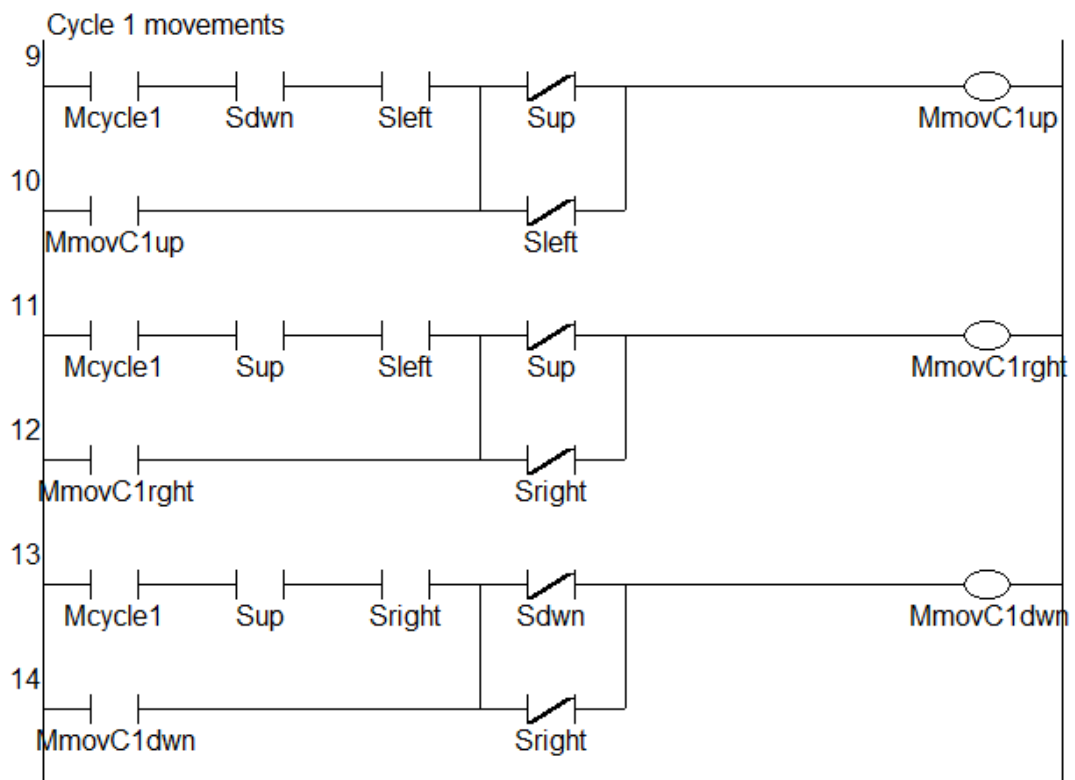 Cycle 1 movements
9
Mcycle1 Sdwn Sleft Sup MmovC1up
10
MmovC1up Sleft
11
Mcycle1 Sup Sleft Sup MmovC1rght
12
MmovC1rght Sright
13
Mcycle1 Sup Sright Sdwn MmovC1dwn
14
MmovC1dwn Sright